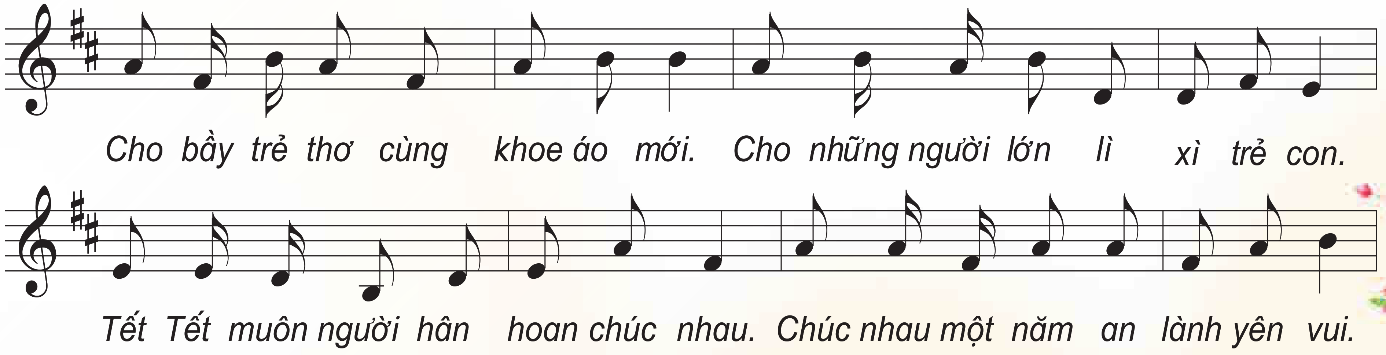 Cho bầy trẻ thơ cùng khoe áo mới. Cho những người lớn lì xì trẻ con.
Tết Tết muôn người hân hoan chúc nhau. Chúc nhau một năm an lành yên vui.